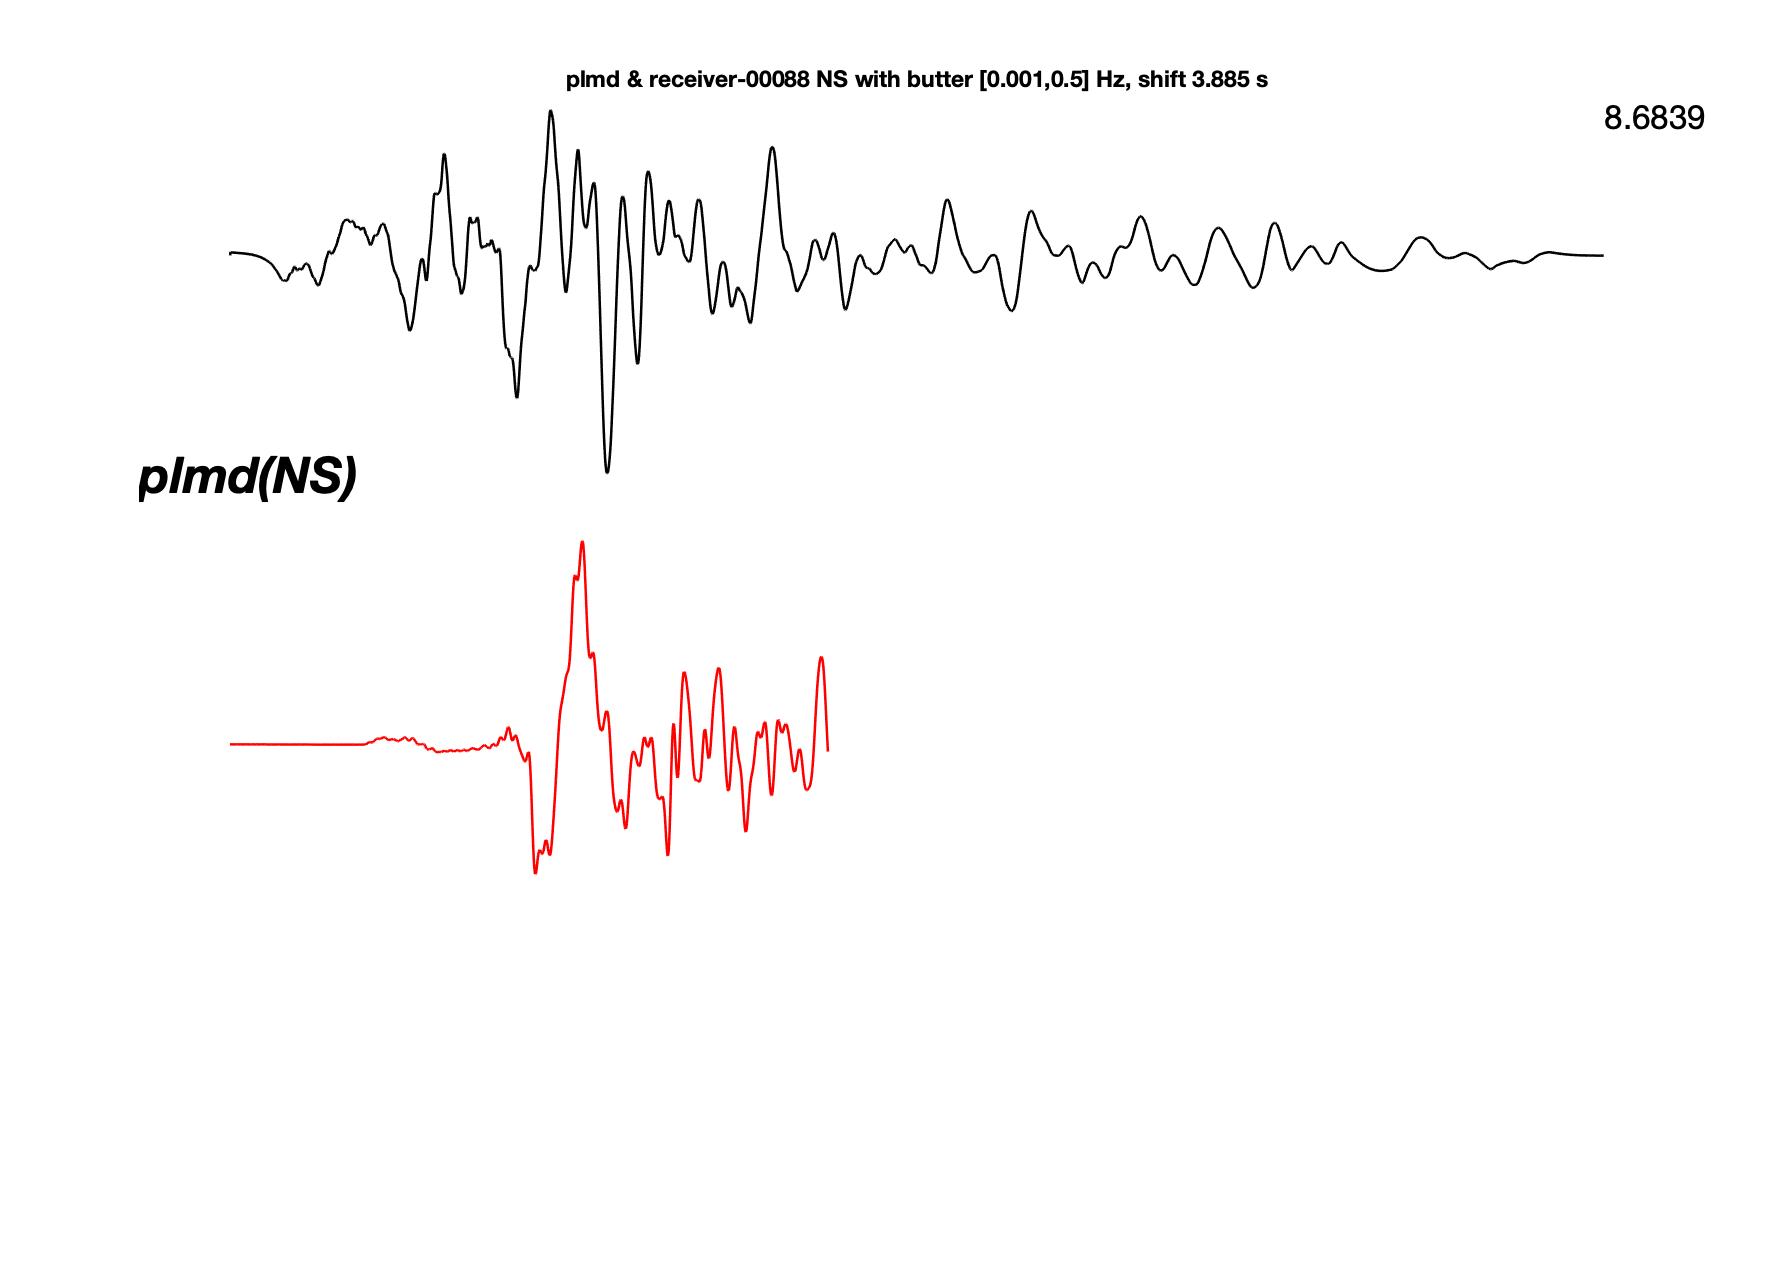 plmd & receiver-00088 NS with butter [0.001,0.5] Hz, shift 3.885 s
8.6839
plmd(NS)